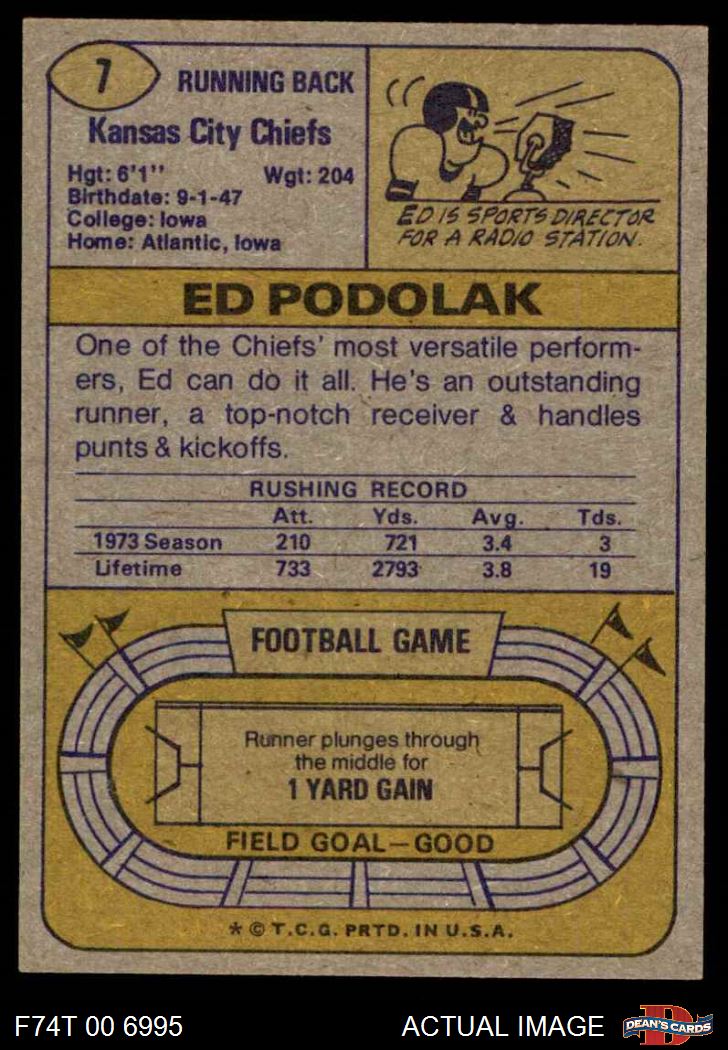 7
RUNNING BACK
Kansas City Chiefs
Hgt: 6'1" Wgt: 204
Birthdate: 9-1-47
College: Iowa
Home: Atlantic, Iowa
ED IS SPORTS DIRECTOR
FOR A RADIO STATION.
ED PODOLAK
One of the Chiefs' most versatile perform-
ers, Ed can do it all. He's an outstanding
runner, a top-notch receiver & handles
punts & kickoffs.
RUSHING RECORD
Att. Yds. Avg. Tds.
1973 Season 210 721 3.4 3
Lifetime 733 2793 3.8 19
FOOTBALL GAME
Runner plunges through
the middle for
1 YARD GAIN
FIELD GOAL—GOOD
* © T.C.G. PRTD. IN U.S.A.
F74T 00 6995 ACTUAL IMAGE DEAN'S CARDS